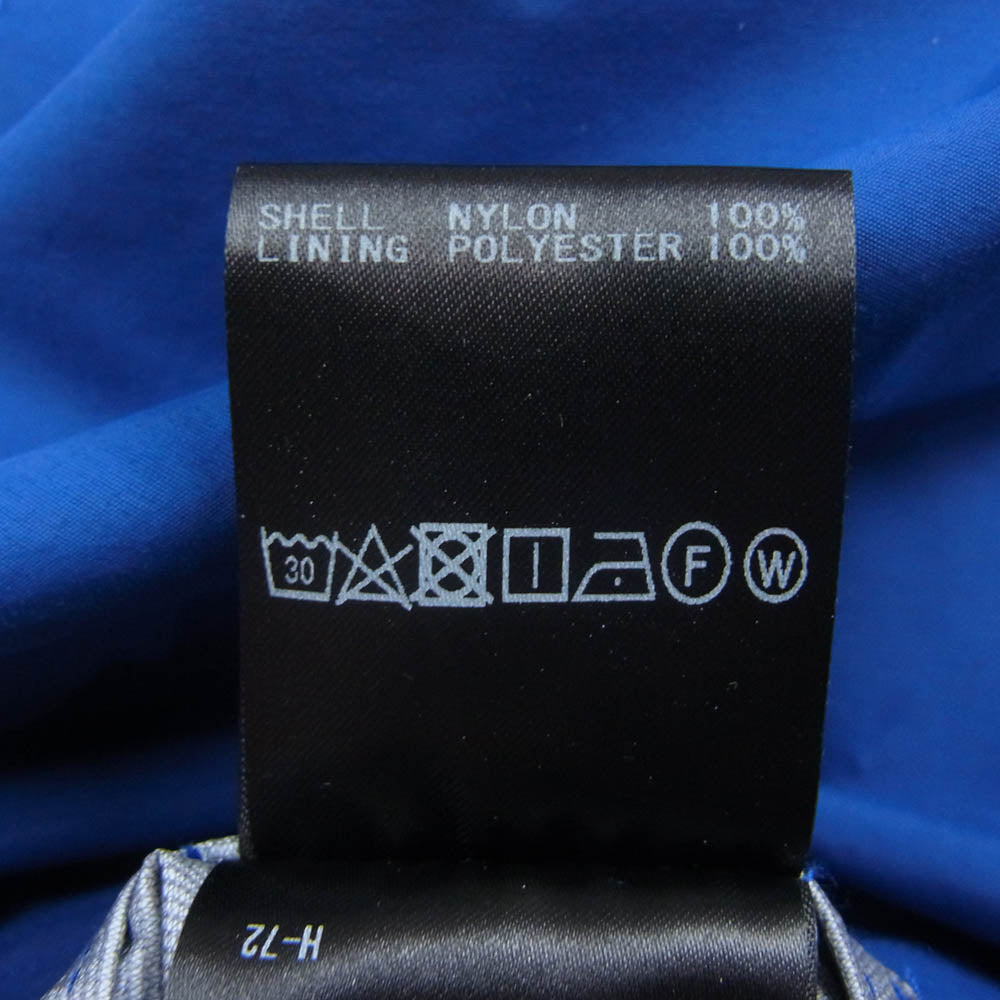 SHELL NYLON 100%
LINING POLYESTER 100%
30 F W
H-72